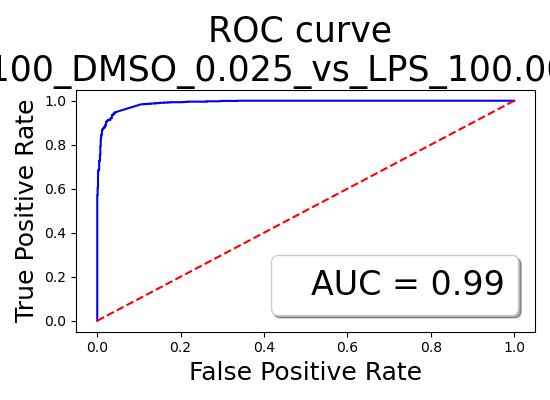 ROC curve
100_DMSO_0.025_vs_LPS_100.00
True Positive Rate
1.0
0.8
0.6
0.4
0.2
0.0
AUC = 0.99
0.0 0.2 0.4 0.6 0.8 1.0
False Positive Rate